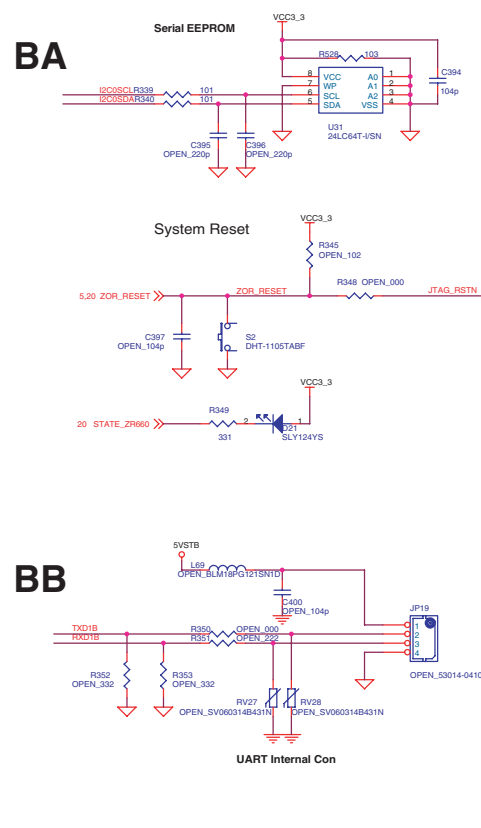 Serial EEPROM
VCC3_3
BA
R528 103
8 VCC A0 1
7 WP A1 2
6 SCL A2 3
5 SDA VSS 4
C394
104p
I2C0SCL R339 101
I2C0SDA R340 101
U31
24LC64T-I/SN
C395
OPEN_220p
C396
OPEN_220p
System Reset
VCC3_3
R345
OPEN_102
5,20 ZOR_RESET
ZOR_RESET
R348 OPEN_000
JTAG_RSTN
C397
OPEN_104p
S2
DHT-1105TABF
VCC3_3
20 STATE_ZR660
R349
331
2
1
D21
SLY124YS
BB
5VSTB
L69
OPEN_BLM18PG121SN1D
C400
OPEN_104p
JP19
1
2
3
4
OPEN_53014-0410
TXD1B
RXD1B
R350 OPEN_000
R351 OPEN_222
R352
OPEN_332
R353
OPEN_332
RV27
OPEN_SV060314B431N
RV28
OPEN_SV060314B431N
UART Internal Con